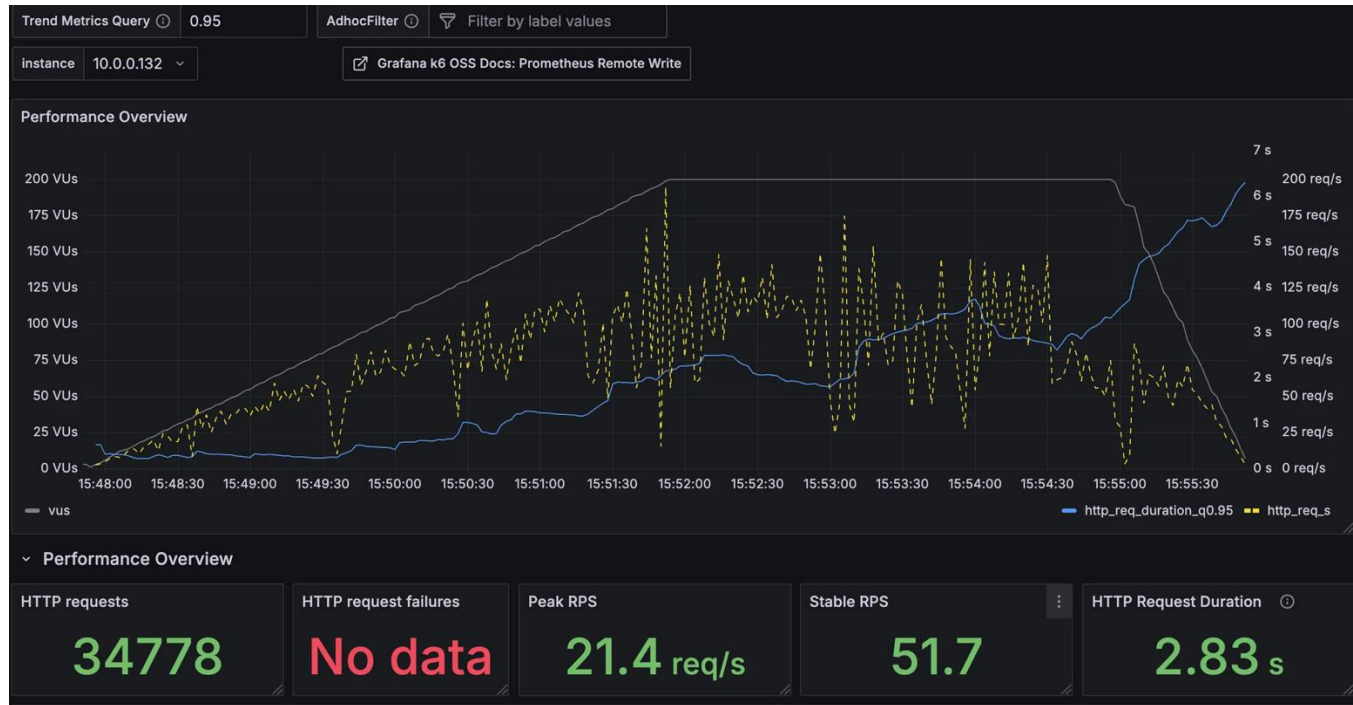 Trend Metrics Query 0.95 AdhocFilter Filter by label values
instance 10.0.0.132 Grafana k6 OSS Docs: Prometheus Remote Write
Performance Overview
7 s
200 VUs 6 s 200 req/s
175 VUs 175 req/s
5 s
150 VUs 150 req/s
125 VUs 4 s 125 req/s
100 VUs 3 s 100 req/s
75 VUs 75 req/s
2 s
50 VUs 50 req/s
25 VUs 1 s 25 req/s
0 VUs 0 s 0 req/s
15:48:00 15:48:30 15:49:00 15:49:30 15:50:00 15:50:30 15:51:00 15:51:30 15:52:00 15:52:30 15:53:00 15:53:30 15:54:00 15:54:30 15:55:00 15:55:30
vus http_req_duration_q0.95 http_req_s
Performance Overview
HTTP requests HTTP request failures Peak RPS Stable RPS HTTP Request Duration
34778 No data 21.4 req/s 51.7 2.83 s